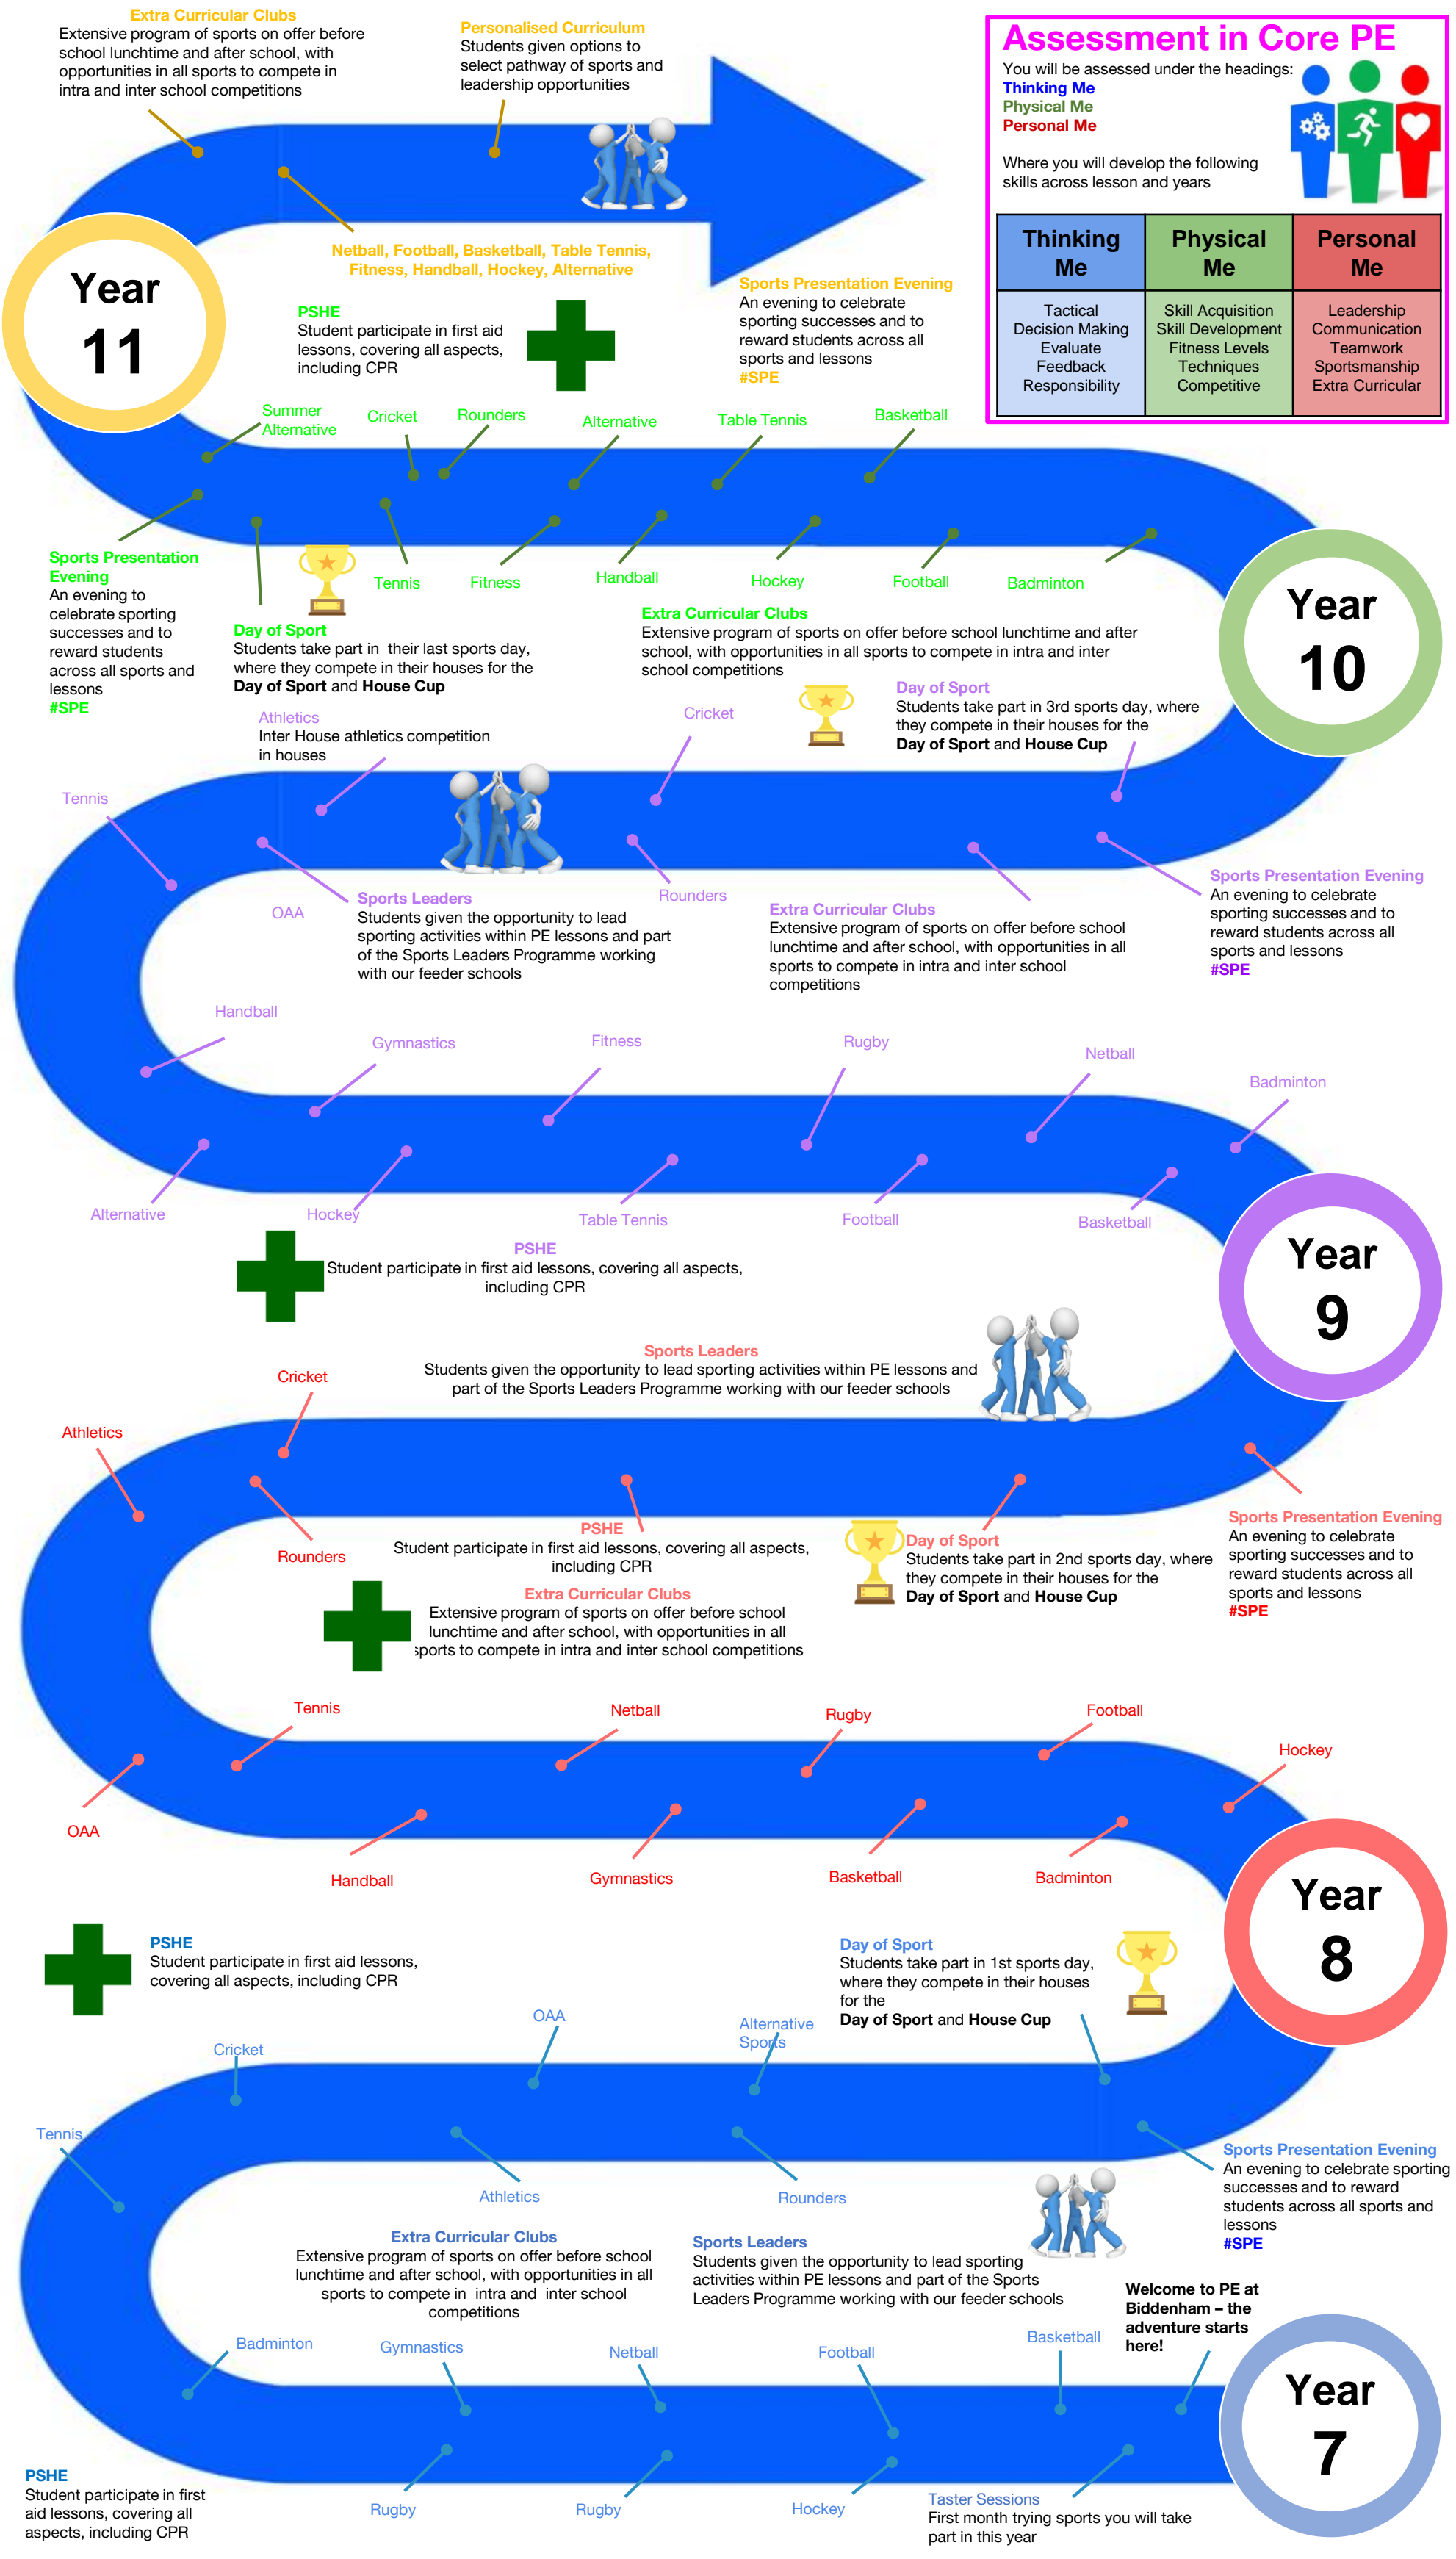 Extra Curricular Clubs
Extensive program of sports on offer before
school lunchtime and after school, with
opportunities in all sports to compete in
intra and inter school competitions
Personalised Curriculum
Students given options to
select pathway of sports and
leadership opportunities
Assessment in Core PE
You will be assessed under the headings:
Thinking Me
Physical Me
Personal Me
Where you will develop the following
skills across lesson and years
Thinking
Me
Physical
Me
Personal
Me
Tactical
Decision Making
Evaluate
Feedback
Responsibility
Skill Acquisition
Skill Development
Fitness Levels
Techniques
Competitive
Leadership
Communication
Teamwork
Sportsmanship
Extra Curricular
Year
11
Netball, Football, Basketball, Table Tennis,
Fitness, Handball, Hockey, Alternative
PSHE
Student participate in first aid
lessons, covering all aspects,
including CPR
Sports Presentation Evening
An evening to celebrate
sporting successes and to
reward students across all
sports and lessons
#SPE
Summer
Alternative
Cricket
Rounders
Alternative
Table Tennis
Basketball
Sports Presentation
Evening
An evening to
celebrate sporting
successes and to
reward students
across all sports and
lessons
#SPE
Tennis
Fitness
Handball
Hockey
Football
Badminton
Year
10
Day of Sport
Students take part in  their last sports day,
where they compete in their houses for the
Day of Sport and House Cup
Extra Curricular Clubs
Extensive program of sports on offer before school lunchtime and after
school, with opportunities in all sports to compete in intra and inter
school competitions
Day of Sport
Students take part in 3rd sports day, where
they compete in their houses for the
Day of Sport and House Cup
Athletics
Inter House athletics competition
in houses
Cricket
Tennis
OAA
Sports Leaders
Students given the opportunity to lead
sporting activities within PE lessons and part
of the Sports Leaders Programme working
with our feeder schools
Rounders
Extra Curricular Clubs
Extensive program of sports on offer before school
lunchtime and after school, with opportunities in all
sports to compete in intra and inter school
competitions
Sports Presentation Evening
An evening to celebrate
sporting successes and to
reward students across all
sports and lessons
#SPE
Handball
Gymnastics
Fitness
Rugby
Netball
Badminton
Alternative
Hockey
Table Tennis
Football
Basketball
Year
9
PSHE
Student participate in first aid lessons, covering all aspects,
including CPR
Sports Leaders
Students given the opportunity to lead sporting activities within PE lessons and
part of the Sports Leaders Programme working with our feeder schools
Cricket
Athletics
Rounders
PSHE
Student participate in first aid lessons, covering all aspects,
including CPR
Extra Curricular Clubs
Extensive program of sports on offer before school
lunchtime and after school, with opportunities in all
sports to compete in intra and inter school competitions
Day of Sport
Students take part in 2nd sports day, where
they compete in their houses for the
Day of Sport and House Cup
Sports Presentation Evening
An evening to celebrate
sporting successes and to
reward students across all
sports and lessons
#SPE
Tennis
Netball
Rugby
Football
Hockey
OAA
Handball
Gymnastics
Basketball
Badminton
Year
8
PSHE
Student participate in first aid lessons,
covering all aspects, including CPR
Day of Sport
Students take part in 1st sports day,
where they compete in their houses
for the
Day of Sport and House Cup
OAA
Alternative
Sports
Cricket
Tennis
Athletics
Rounders
Sports Presentation Evening
An evening to celebrate sporting
successes and to reward
students across all sports and
lessons
#SPE
Extra Curricular Clubs
Extensive program of sports on offer before school
lunchtime and after school, with opportunities in all
sports to compete in  intra and  inter school
competitions
Sports Leaders
Students given the opportunity to lead sporting
activities within PE lessons and part of the Sports
Leaders Programme working with our feeder schools
Welcome to PE at
Biddenham – the
adventure starts
here!
Badminton
Gymnastics
Netball
Football
Basketball
Year
7
PSHE
Student participate in first
aid lessons, covering all
aspects, including CPR
Rugby
Rugby
Hockey
Taster Sessions
First month trying sports you will take
part in this year